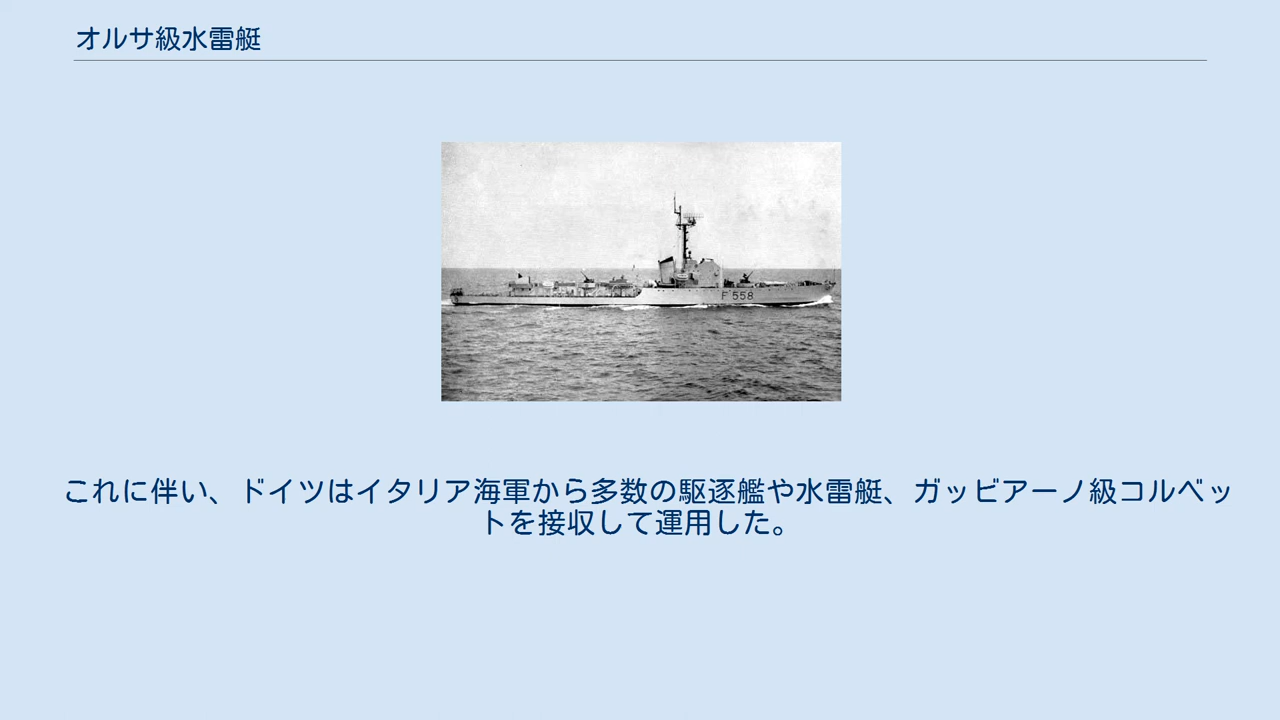 オルサ級水雷艇
F 558
これに伴い、ドイツはイタリア海軍から多数の駆逐艦や水雷艇、ガッビアーノ級コルベッ
トを接収して運用した。